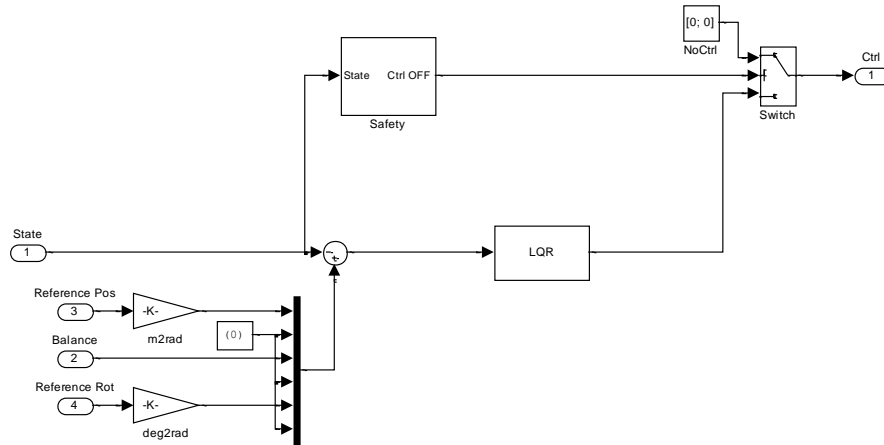 [0; 0]
NoCtrl
Ctrl
1
State
Ctrl OFF
Safety
Switch
State
1
LQR
Reference Pos
3
-K-
m2rad
(0)
Balance
2
Reference Rot
4
-K-
deg2rad